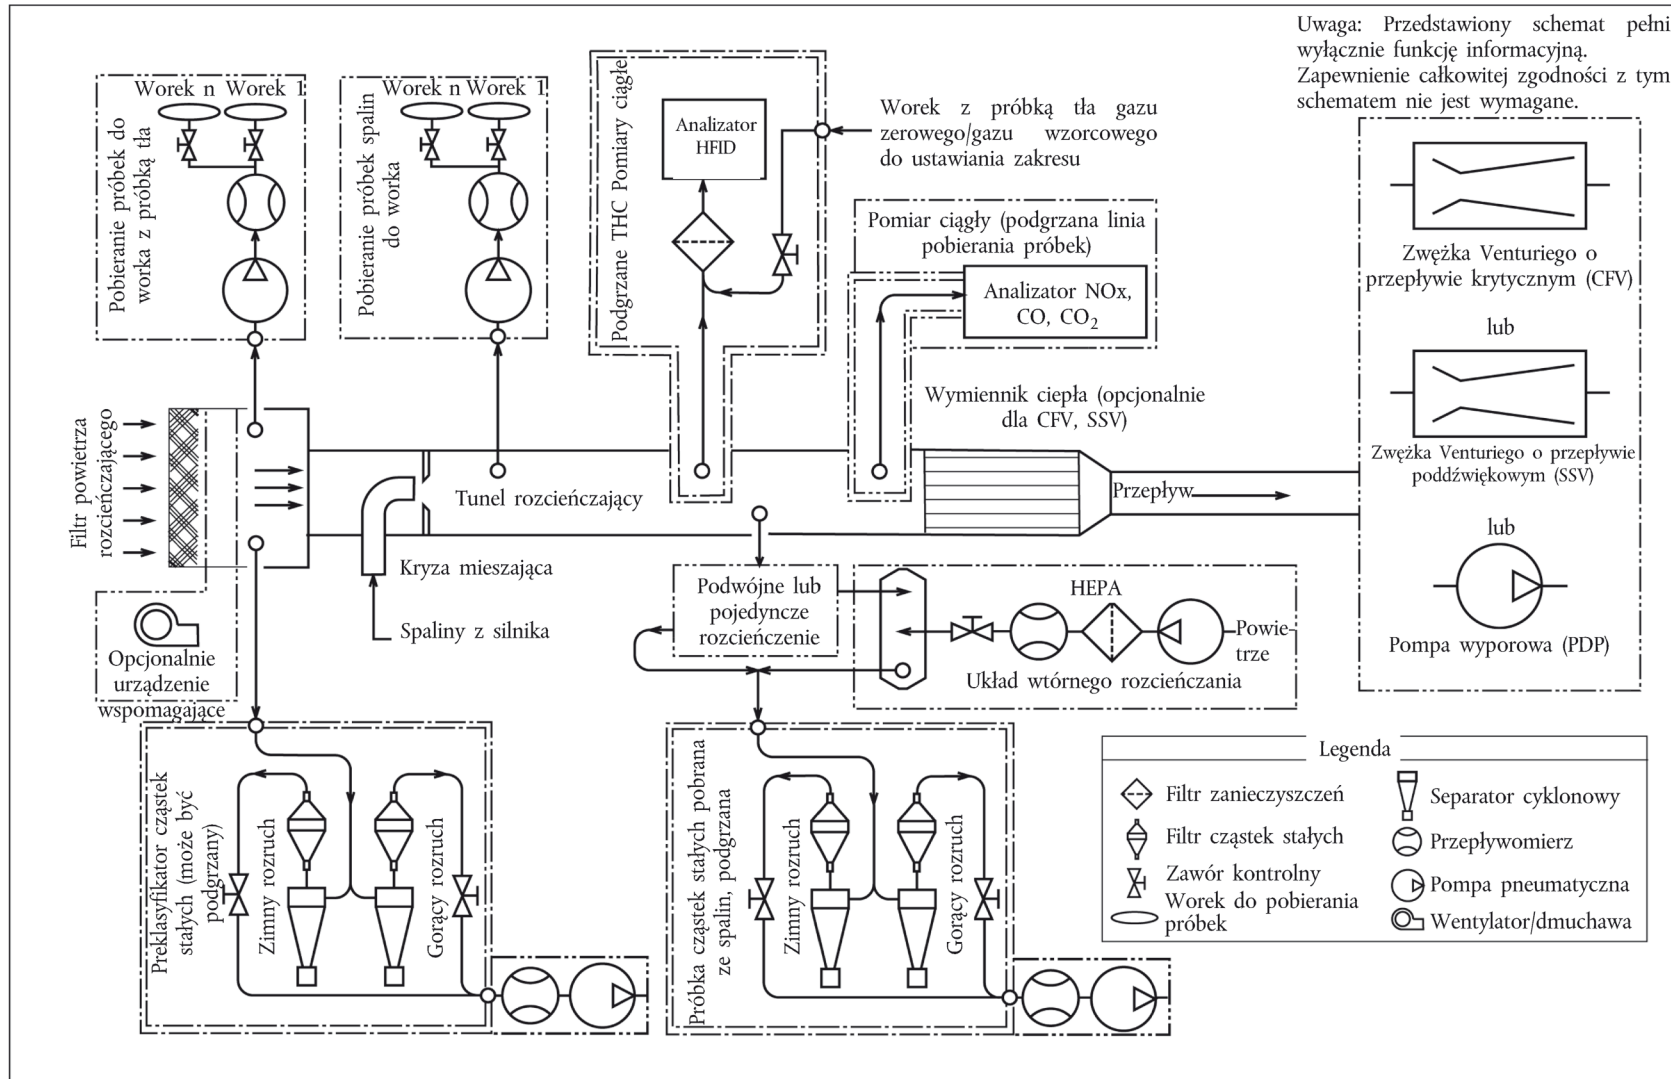 Uwaga: Przedstawiony schemat pełni
wyłącznie funkcję informacyjną.
Zapewnienie całkowitej zgodności z tym
schematem nie jest wymagane.
Worek n Worek 1
Pobieranie próbek do
worka z próbką tła
Worek n Worek 1
Pobieranie próbek spalin
do worka
Podgrzane THC Pomiary ciągłe
Analizator
HFID
Worek z próbką tła gazu
zerowego/gazu wzorcowego
do ustawiania zakresu
Pomiar ciągły (podgrzana linia
pobierania próbek)
Analizator NOx,
CO, CO2
Wymiennik ciepła (opcjonalnie
dla CFV, SSV)
Zwężka Venturiego o
przepływie krytycznym (CFV)
lub
Zwężka Venturiego o przepływie
poddźwiękowym (SSV)
lub
Pompa wyporowa (PDP)
Filtr powietrza
rozcieńczającego
Tunel rozcieńczający
Przepływ
Kryza mieszająca
Spaliny z silnika
Opcjonalnie
urządzenie
wspomagające
Podwójne lub
pojedyncze
rozcieńczenie
HEPA
Powie-
trze
Układ wtórnego rozcieńczania
Preklasyfikator cząstek
stałych (może być
podgrzany)
Zimny rozruch
Gorący rozruch
Próbka cząstek stałych pobrana
ze spalin, podgrzana
Zimny rozruch
Gorący rozruch
Legenda
Filtr zanieczyszczeń
Filtr cząstek stałych
Zawór kontrolny
Worek do pobierania
próbek
Separator cyklonowy
Przepływomierz
Pompa pneumatyczna
Wentylator/dmuchawa